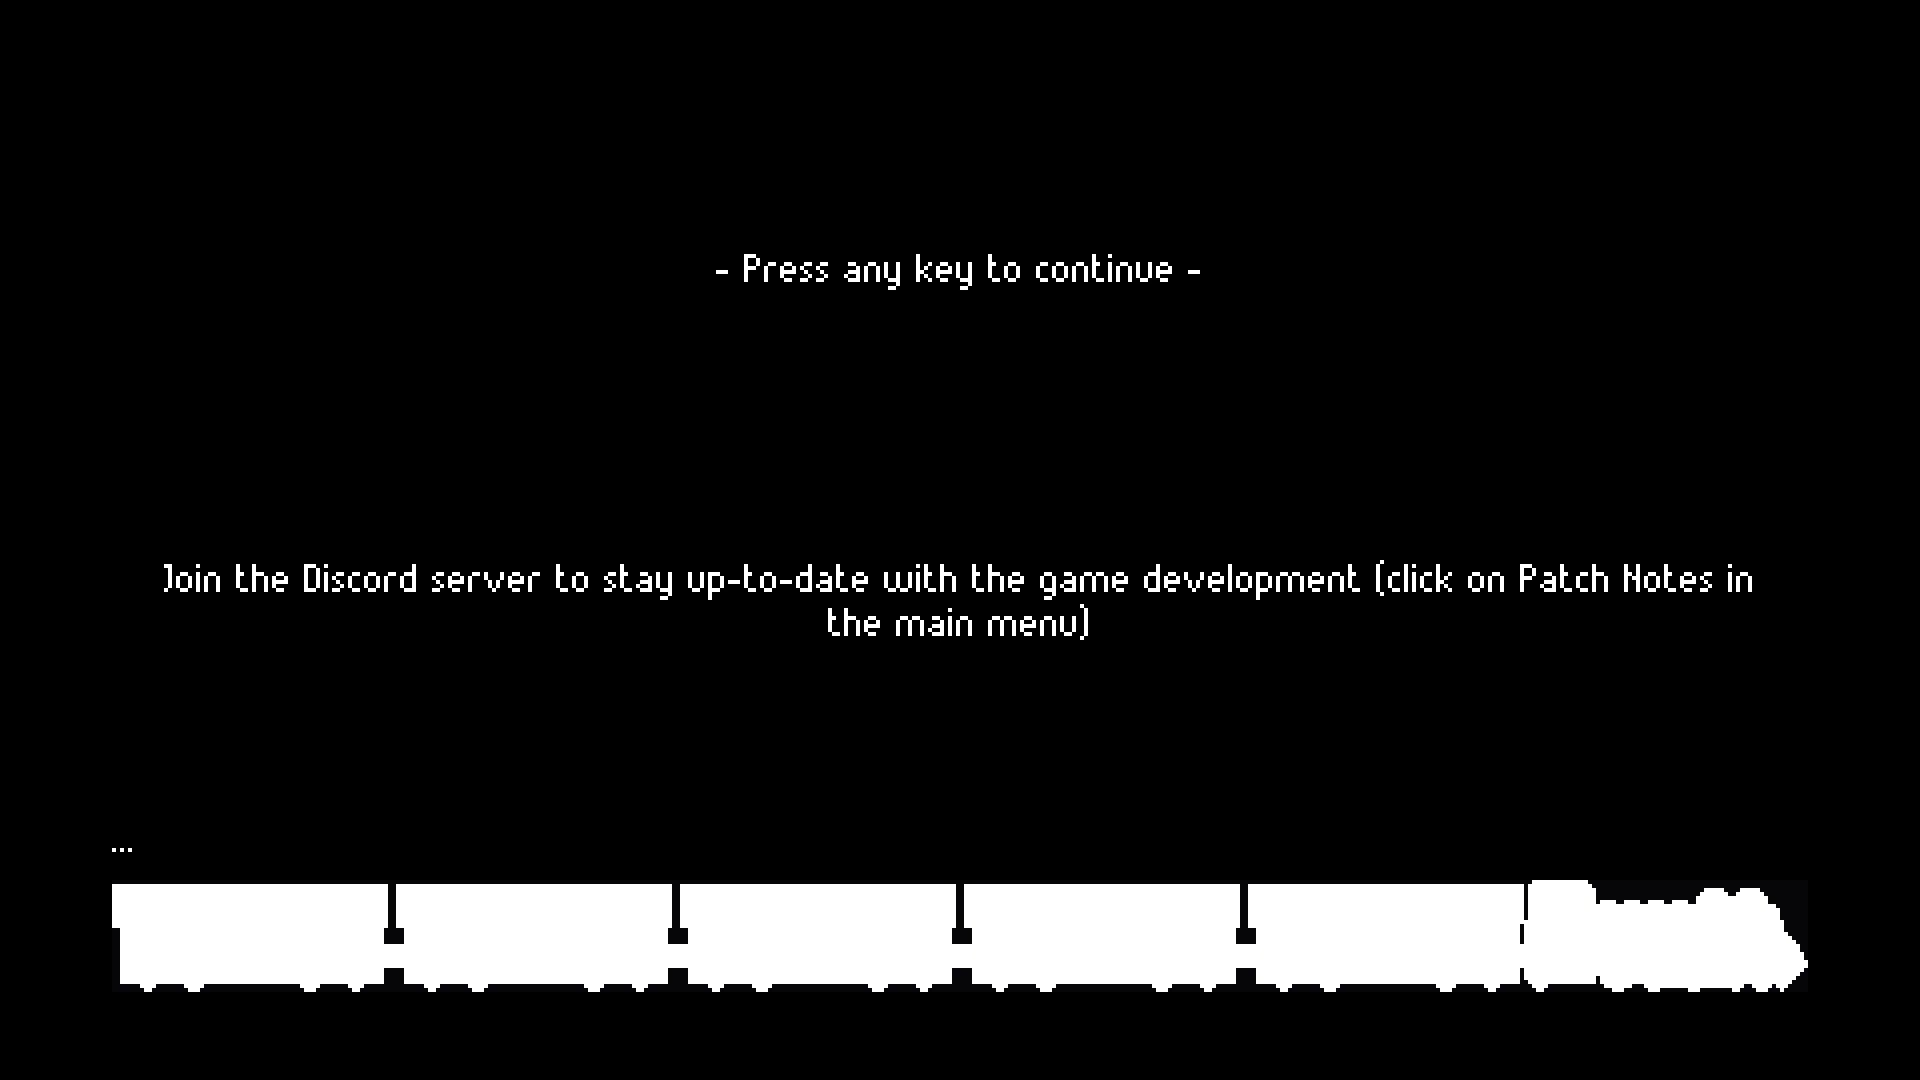 - Press any key to continue -
Join the Discord server to stay up-to-date with the game development (click on Patch Notes in
the main menu)
...